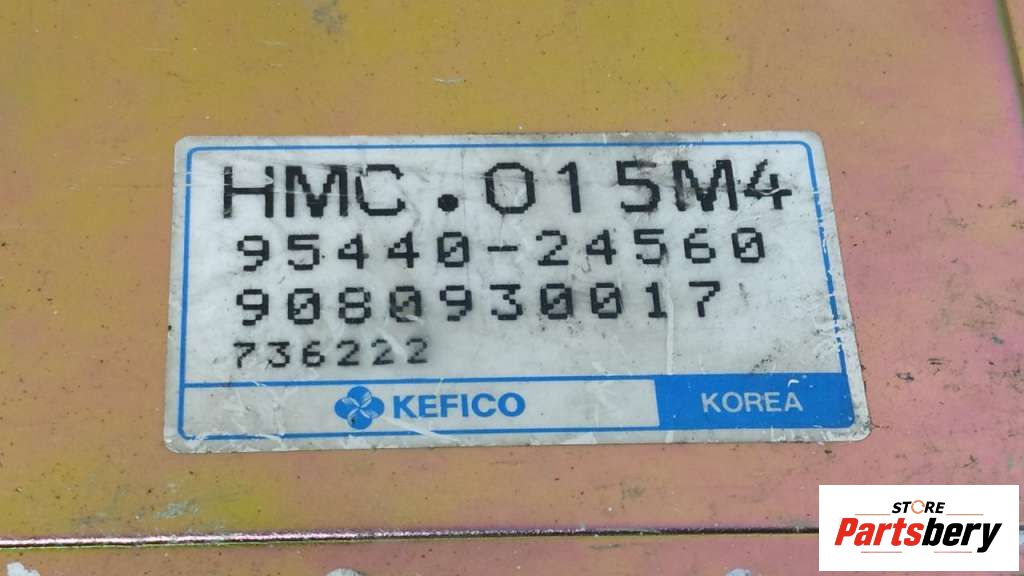 HMC.015M4
95440-24560
9080930017
736222
KEFICO
KOREA
STORE
Partsbery